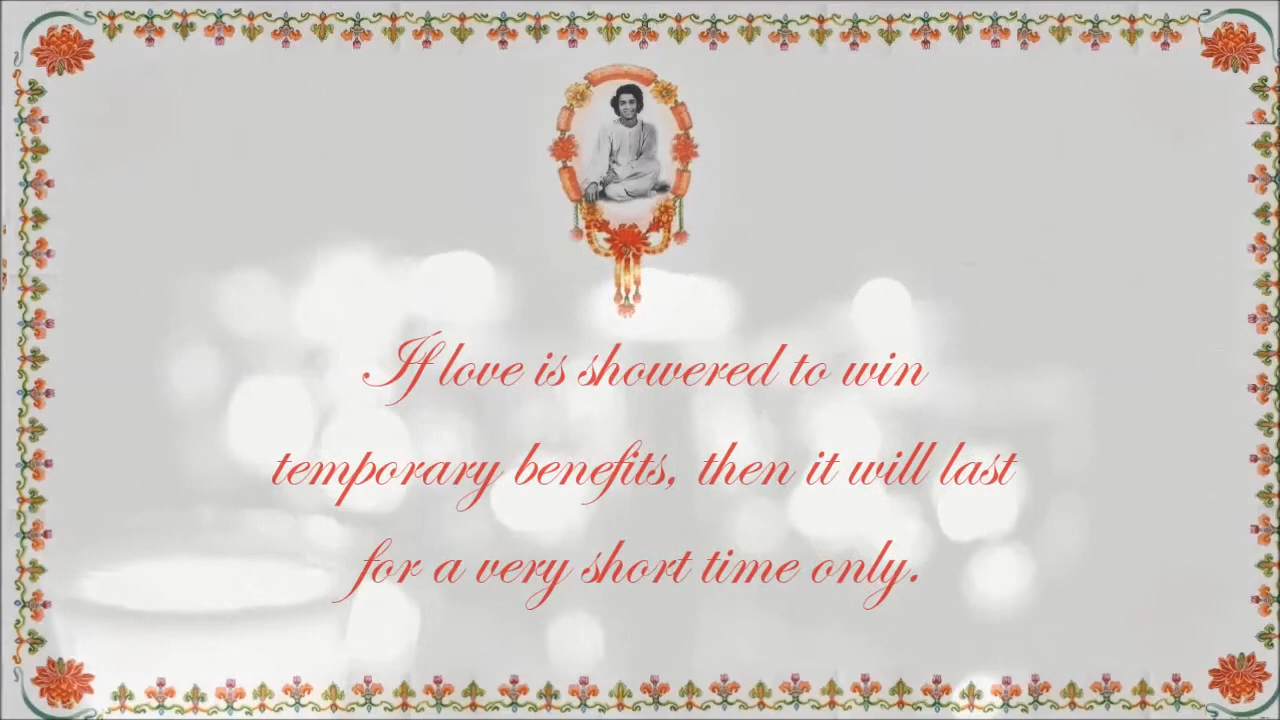 If love is showered to win
temporary benefits, then it will last
for a very short time only.